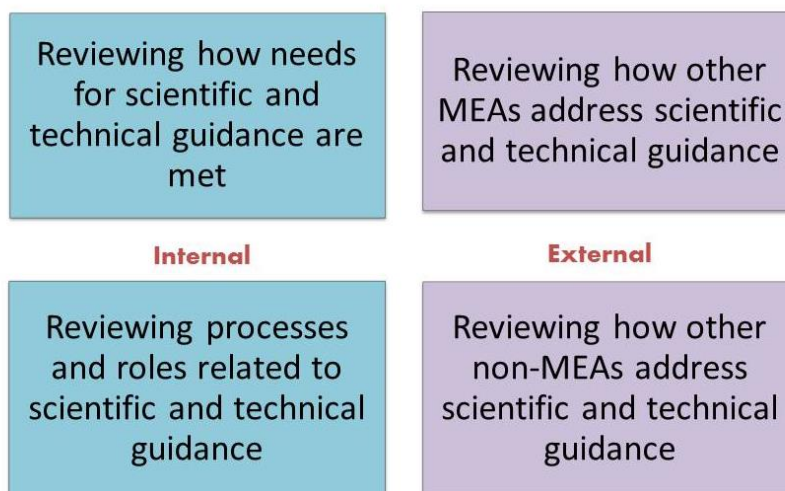 Reviewing how needs
for scientific and
technical guidance are
met
Reviewing how other
MEAs address scientific
and technical guidance
Internal
External
Reviewing processes
and roles related to
scientific and technical
guidance
Reviewing how other
non-MEAs address
scientific and technical
guidance